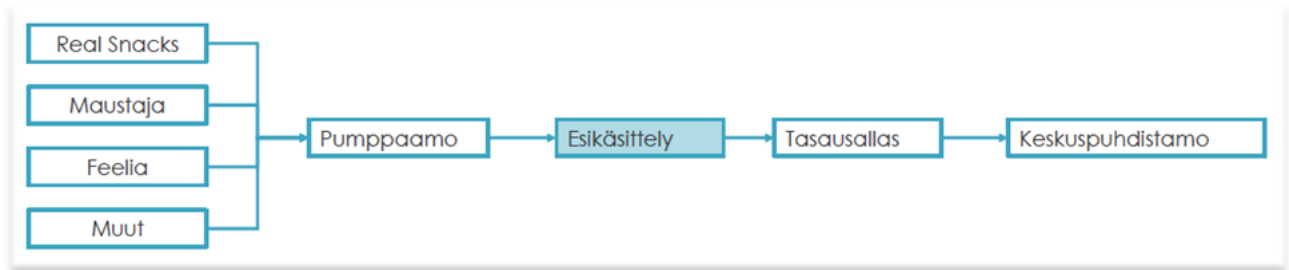 Real Snacks
Maustaja
Feelia
Muut
Pumppaamo
Esikäsittely
Tasausallas
Keskuspuhdistamo